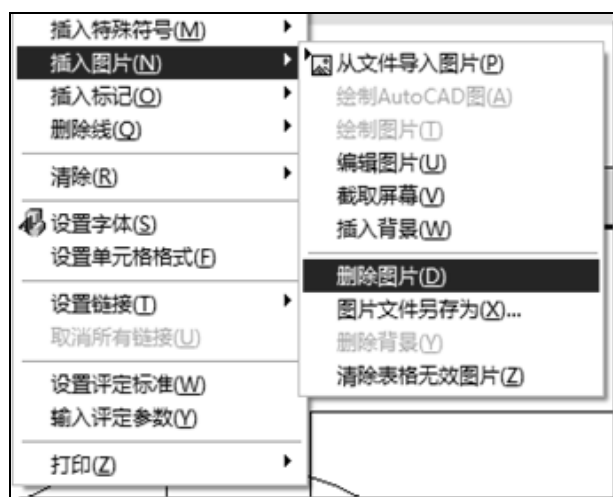 插入特殊符号(M)
插入图片(N)
插入标记(O)
删除线(Q)
清除(R)
设置字体(S)
设置单元格格式(F)
设置链接(T)
取消所有链接(U)
设置评定标准(W)
输入评定参数(Y)
打印(Z)
从文件导入图片(P)
绘制AutoCAD图(A)
绘制图片(T)
编辑图片(U)
截取屏幕(V)
插入背景(W)
删除图片(D)
图片文件另存为(X)...
删除背景(Y)
清除表格无效图片(Z)